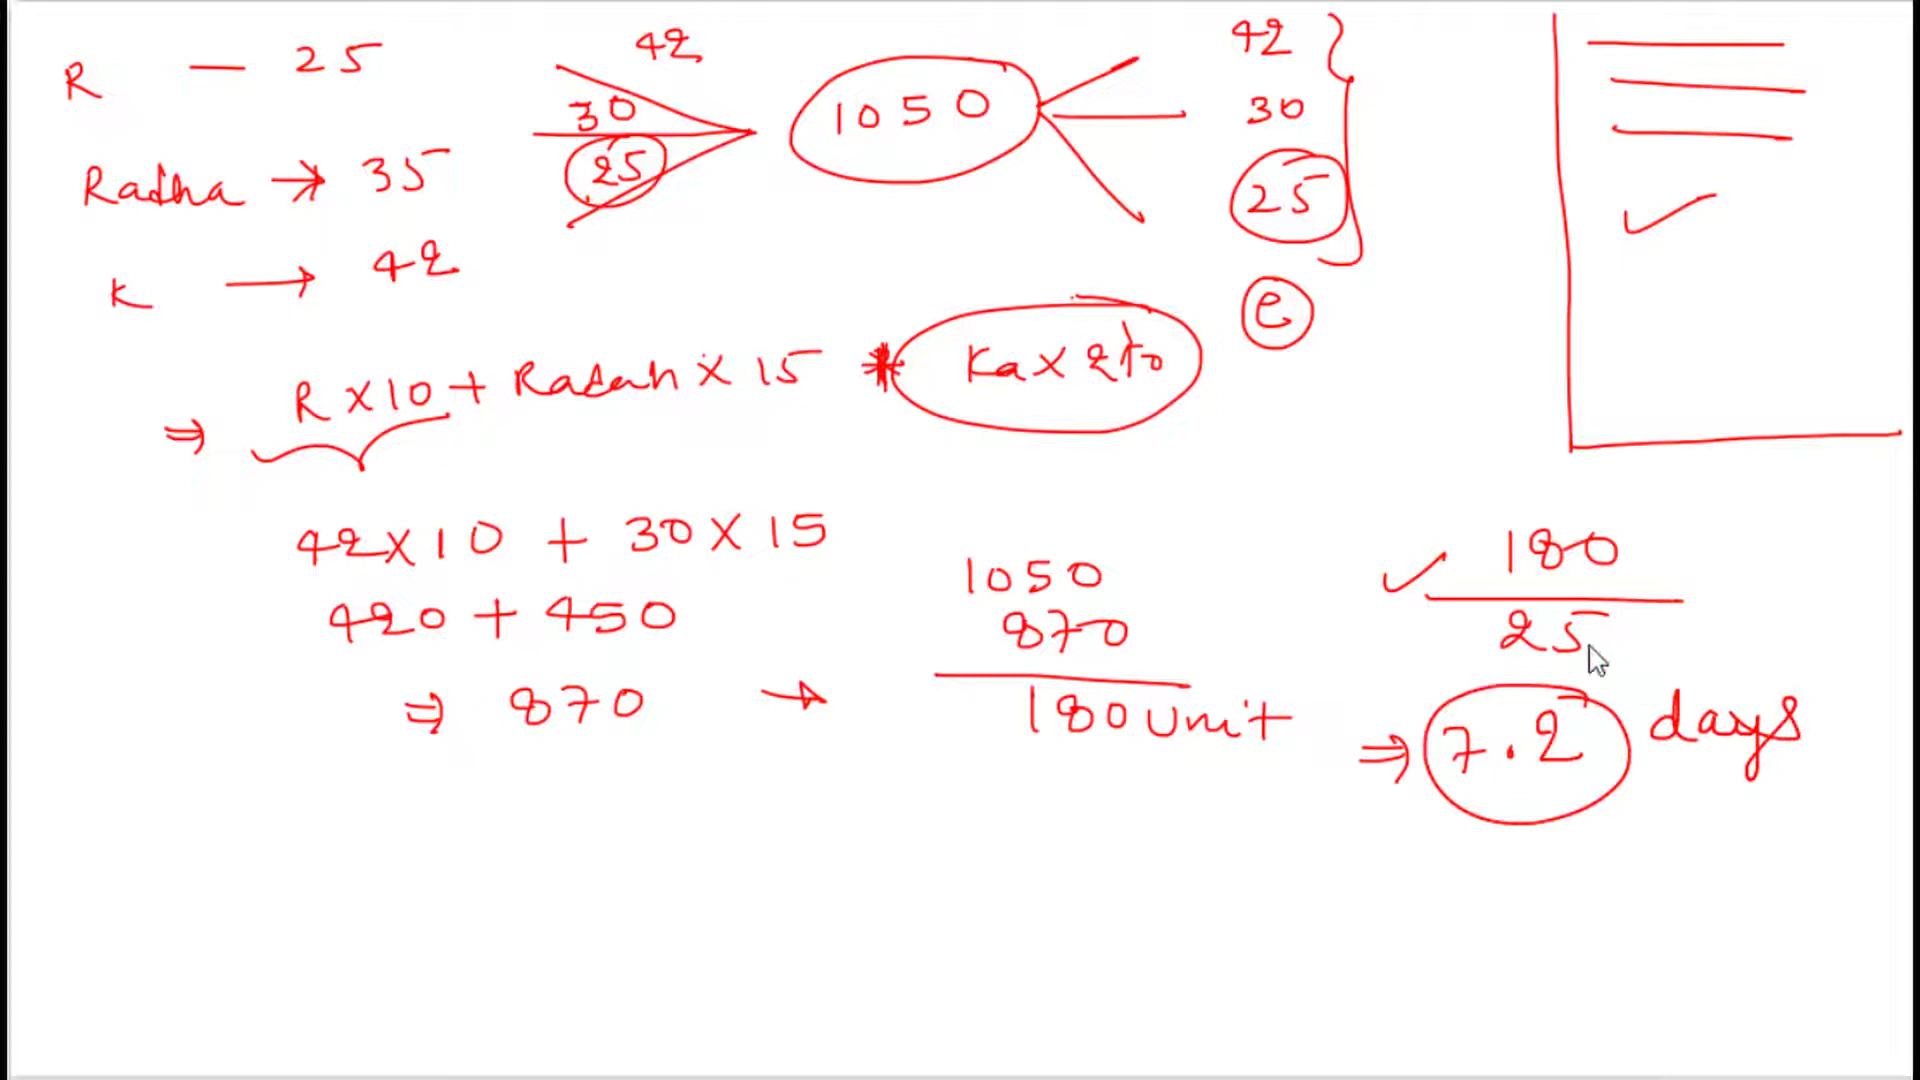 R — 25
Radha → 35
K → 42
42
30
25
1050
42
30
25
e
⇒ R × 10 + Radah × 15
Ka ×
42 × 10 + 30 × 15
420 + 450
⇒ 870 →
1050
870
180 unit
180
25
⇒ 7.2 days